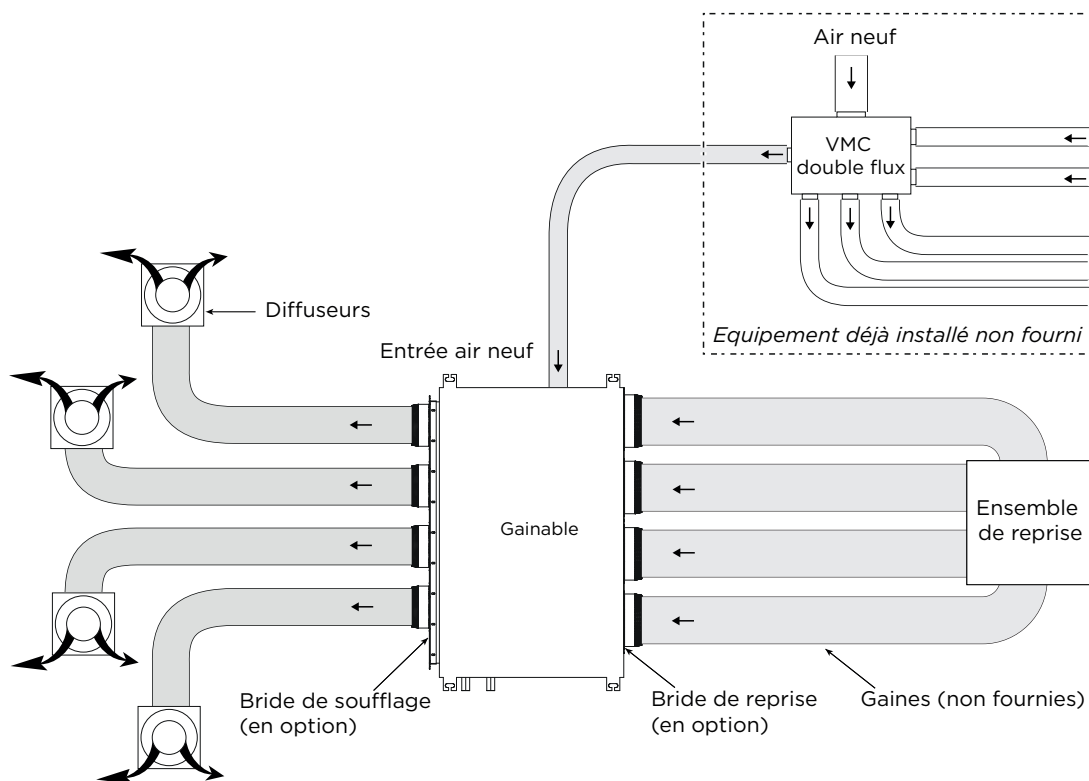 Air neuf
VMC
double flux
Equipement déjà installé non fourni
Diffuseurs
Entrée air neuf
Gainable
Ensemble
de reprise
Bride de soufflage
(en option)
Bride de reprise
(en option)
Gaines (non fournies)